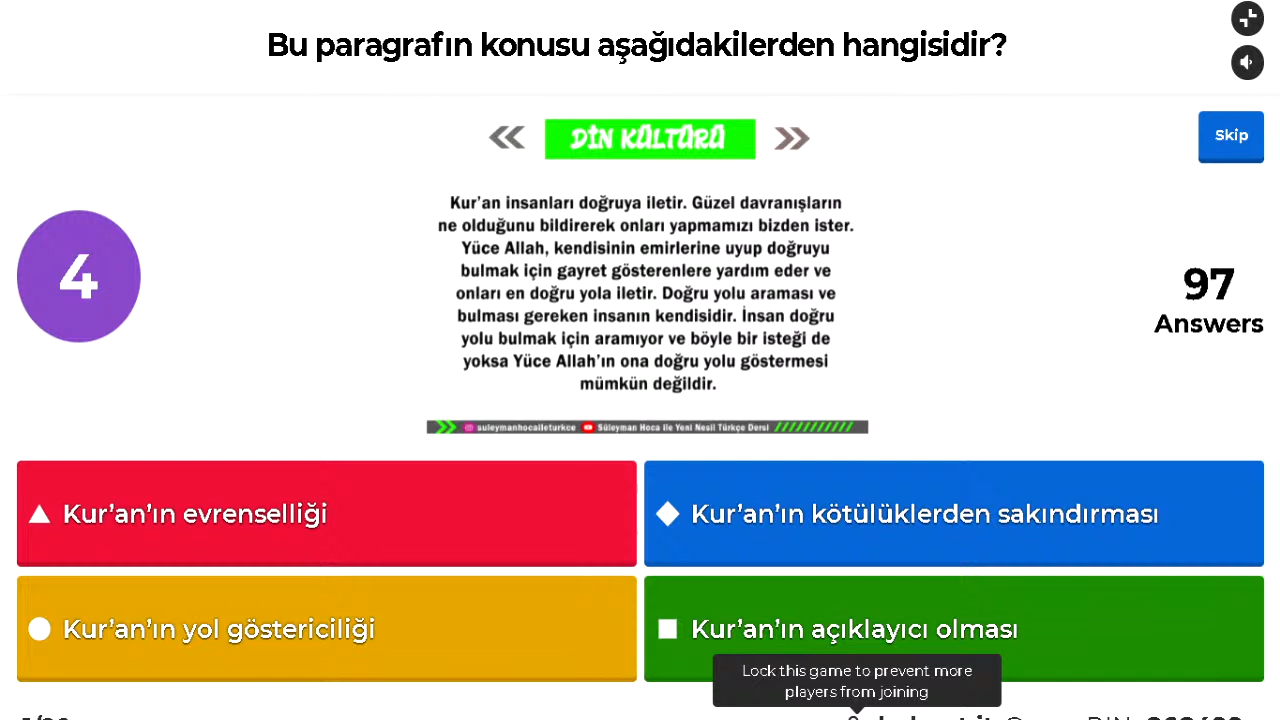 Bu paragrafın konusu aşağıdakilerden hangisidir?
DİN KÜLTÜRÜ
Skip
Kur'an insanları doğruya iletir. Güzel davranışların
ne olduğunu bildirerek onları yapmamızı bizden ister.
Yüce Allah, kendisinin emirlerine uyup doğruyu
bulmak için gayret gösterenlere yardım eder ve
onları en doğru yola iletir. Doğru yolu araması ve
bulması gereken insanın kendisidir. İnsan doğru
yolu bulmak için aramıyor ve böyle bir isteği de
yoksa Yüce Allah'ın ona doğru yolu göstermesi
mümkün değildir.
4
97
Answers
suleymanhocaileturkce Süleyman Hoca ile Yeni Nesil Türkçe Dersi
Kur'an'ın evrenselliği
Kur'an'ın kötülüklerden sakındırması
Kur'an'ın yol göstericiliği
Kur'an'ın açıklayıcı olması
Lock this game to prevent more
players from joining